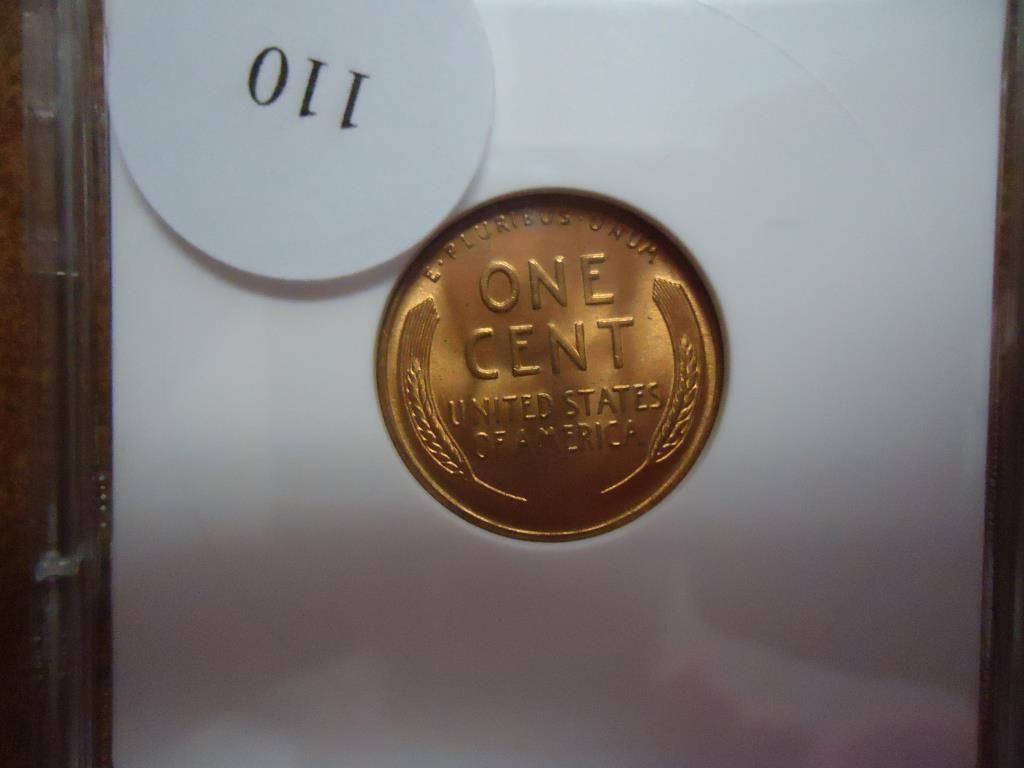 110
E·PLURIBUS·UNUM
ONE
CENT
UNITED STATES
OF AMERICA